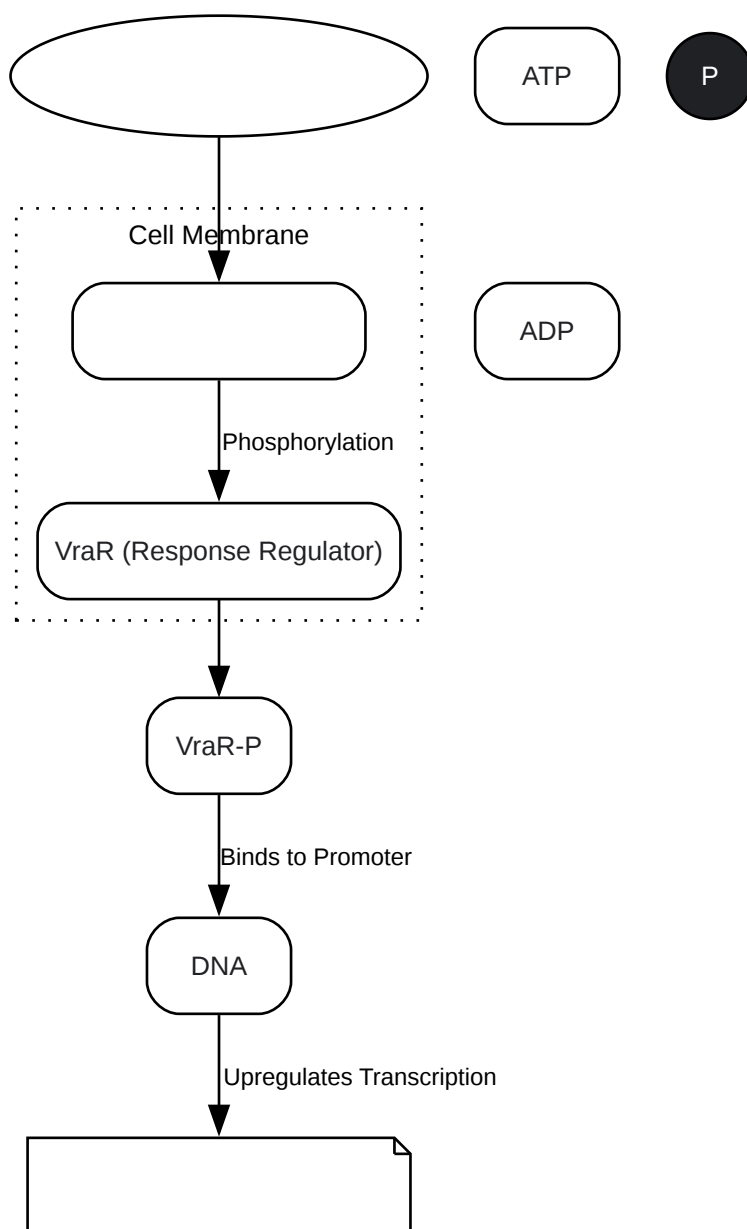 ATP
P
Cell Membrane
ADP
Phosphorylation
VraR (Response Regulator)
VraR-P
Binds to Promoter
DNA
Upregulates Transcription